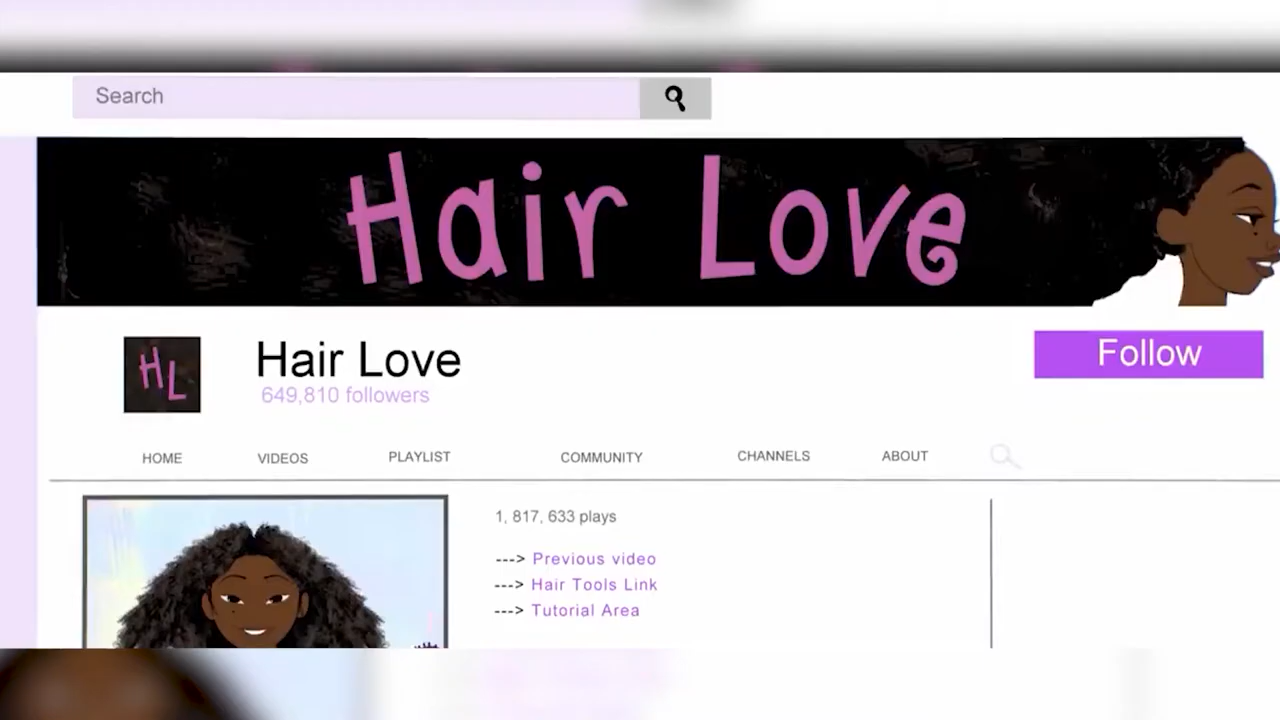 Search
Hair Love
HL
Hair Love
Follow
649,810 followers
HOME VIDEOS PLAYLIST COMMUNITY CHANNELS ABOUT
1, 817, 633 plays
---> Previous video
---> Hair Tools Link
---> Tutorial Area